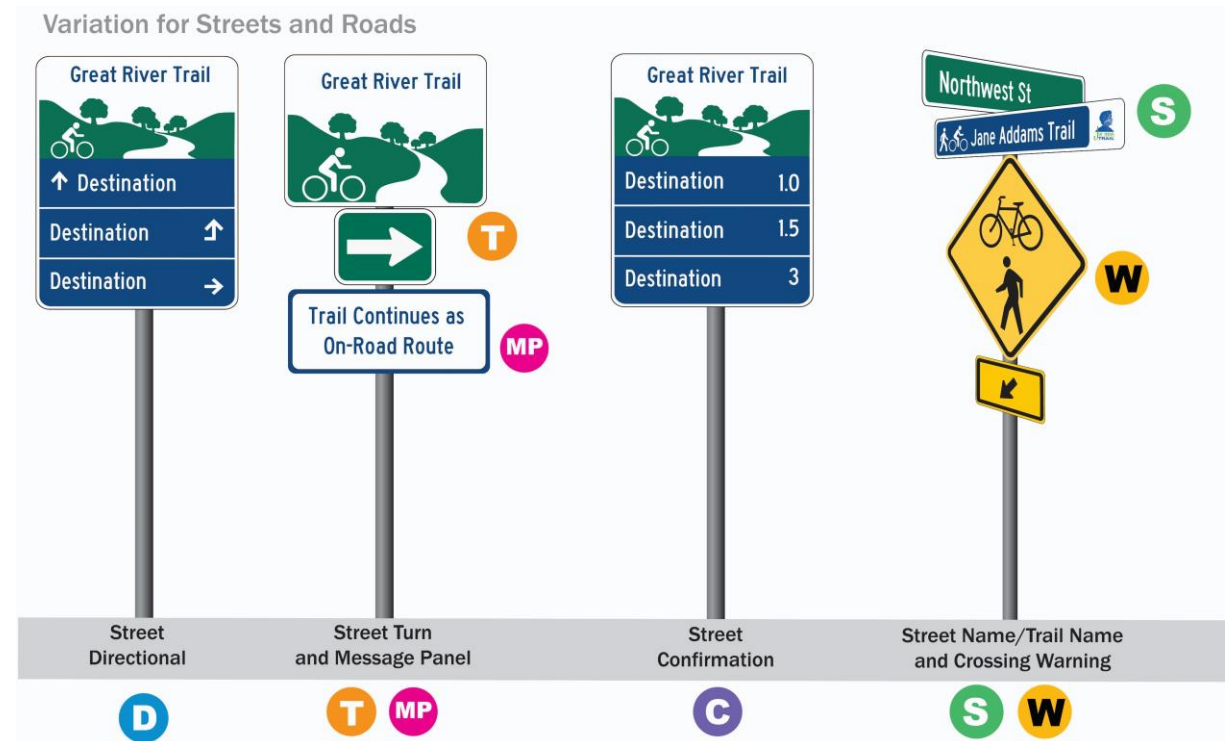 Variation for Streets and Roads
Great River Trail
Destination
Destination
Destination
Great River Trail
T
Trail Continues as
On-Road Route
MP
Great River Trail
Destination 1.0
Destination 1.5
Destination 3
Northwest St
Jane Addams Trail
S
W
Street
Directional
D
Street Turn
and Message Panel
T MP
Street
Confirmation
C
Street Name/Trail Name
and Crossing Warning
S W